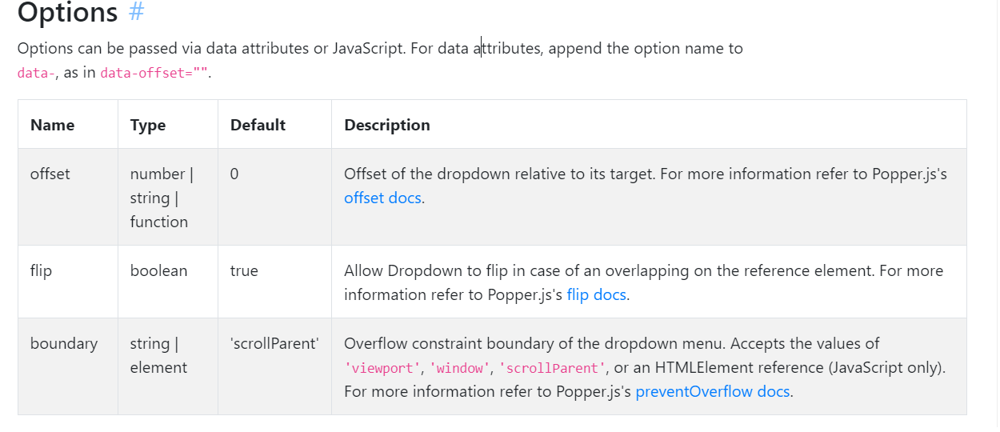 Options #
Options can be passed via data attributes or JavaScript. For data attributes, append the option name to
data-, as in data-offset="".
Name Type Default Description
offset number | 0 Offset of the dropdown relative to its target. For more information refer to Popper.js's
string | offset docs.
function
flip boolean true Allow Dropdown to flip in case of an overlapping on the reference element. For more
information refer to Popper.js's flip docs.
boundary string | 'scrollParent' Overflow constraint boundary of the dropdown menu. Accepts the values of
element 'viewport', 'window', 'scrollParent', or an HTMLElement reference (JavaScript only).
For more information refer to Popper.js's preventOverflow docs.